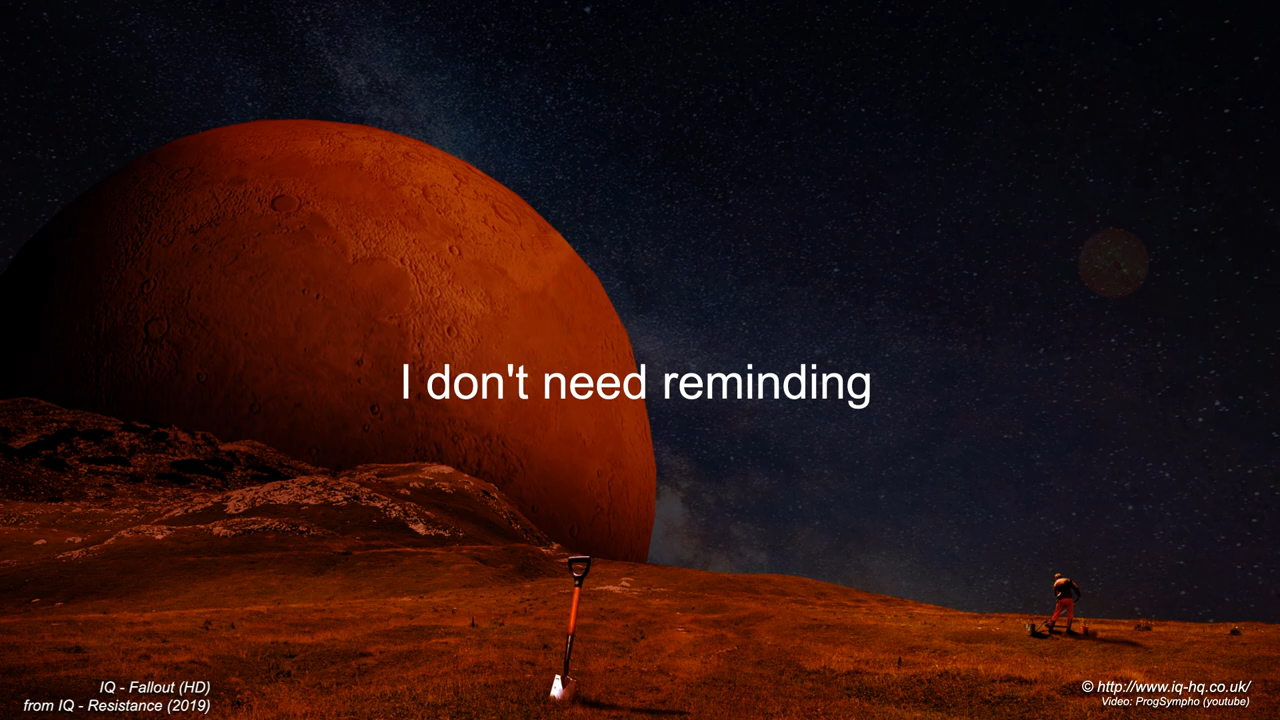 I don't need reminding
IQ - Fallout (HD)
from IQ - Resistance (2019)
© http://www.iq-hq.co.uk/
Video: ProgSympho (youtube)